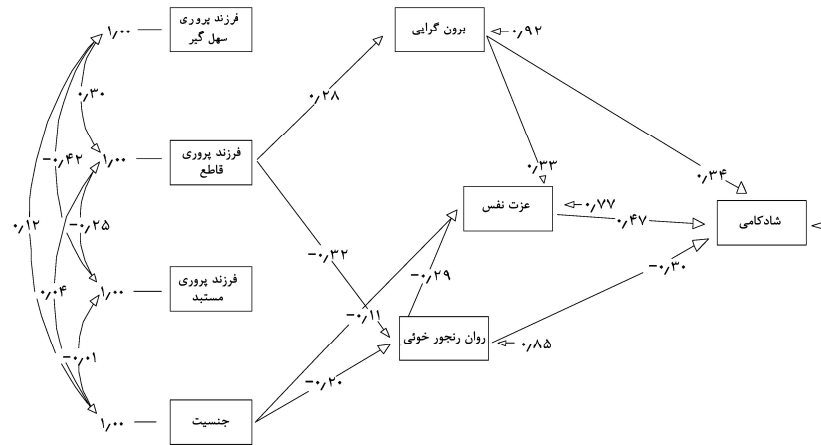 ۱٫۰۰
فرزند پروری
سهل گیر
برون گرایی
۰٫۹۲
۰٫۳۰
۰٫۲۸
۱٫۰۰
فرزند پروری
قاطع
-۰٫۴۲
۰٫۳۳
۰٫۳۴
عزت نفس
۰٫۷۷
۰٫۴۷
شادکامی
۰٫۱۲
-۰٫۲۵
-۰٫۳۲
-۰٫۲۹
-۰٫۳۰
۱٫۰۰
فرزند پروری
مستبد
۰٫۰۴
-۰٫۱۱
روان رنجور خوئی
۰٫۸۵
-۰٫۰۱
-۰٫۲۰
۱٫۰۰
جنسیت